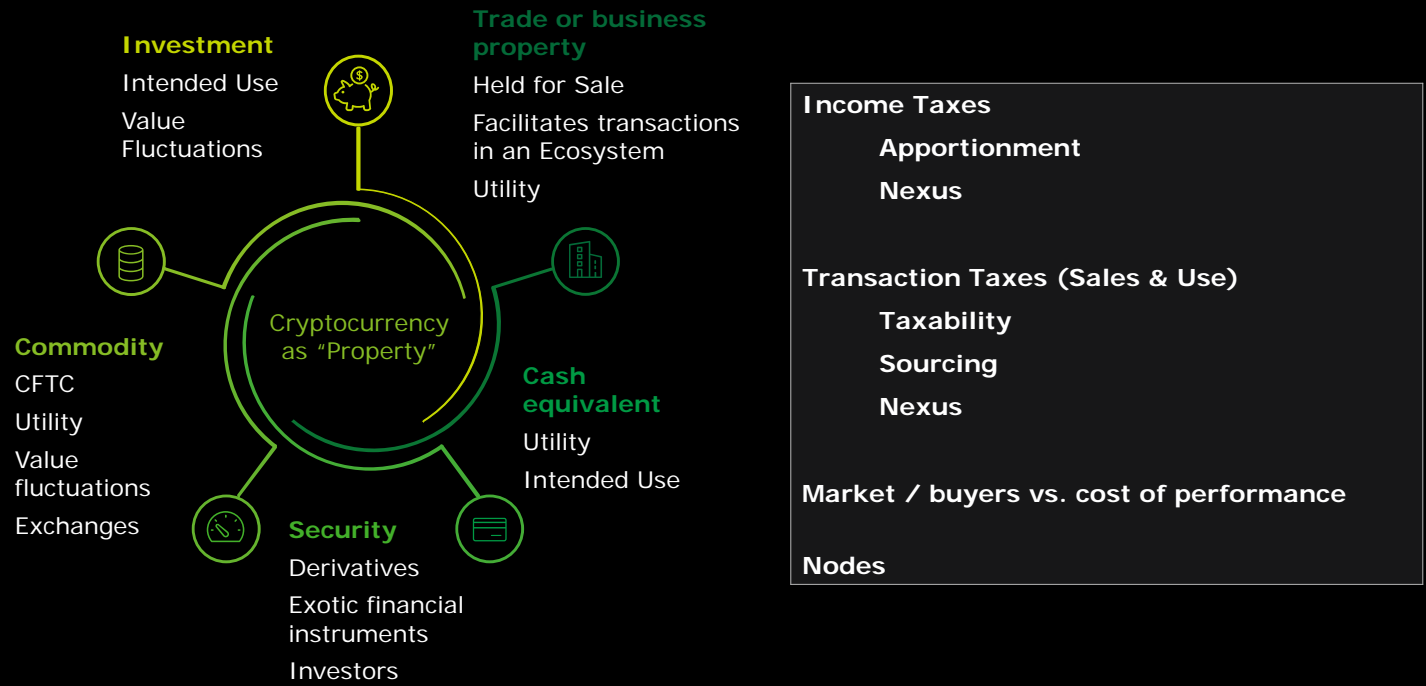 Investment
Intended Use
Value
Fluctuations
Trade or business
property
Held for Sale
Facilitates transactions
in an Ecosystem
Utility
$
Cryptocurrency
as “Property”
Commodity
CFTC
Utility
Value
fluctuations
Exchanges
Cash
equivalent
Utility
Intended Use
Security
Derivatives
Exotic financial
instruments
Investors
Income Taxes
Apportionment
Nexus
Transaction Taxes (Sales & Use)
Taxability
Sourcing
Nexus
Market / buyers vs. cost of performance
Nodes